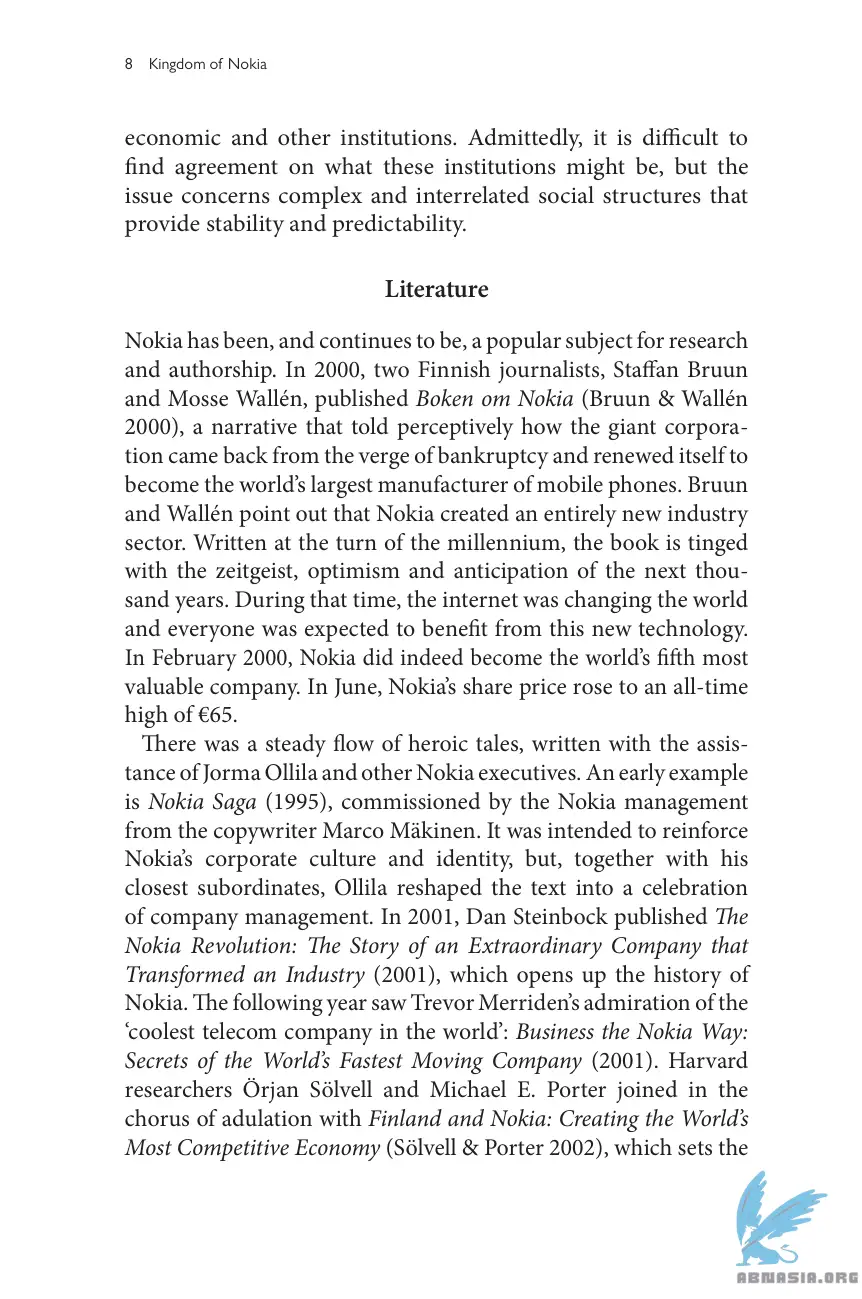 8 Kingdom of Nokia
economic and other institutions. Admittedly, it is difficult to
find agreement on what these institutions might be, but the
issue concerns complex and interrelated social structures that
provide stability and predictability.
Literature
Nokia has been, and continues to be, a popular subject for research
and authorship. In 2000, two Finnish journalists, Staffan Bruun
and Mosse Wallén, published Boken om Nokia (Bruun & Wallén
2000), a narrative that told perceptively how the giant corpora-
tion came back from the verge of bankruptcy and renewed itself to
become the world’s largest manufacturer of mobile phones. Bruun
and Wallén point out that Nokia created an entirely new industry
sector. Written at the turn of the millennium, the book is tinged
with the zeitgeist, optimism and anticipation of the next thou-
sand years. During that time, the internet was changing the world
and everyone was expected to benefit from this new technology.
In February 2000, Nokia did indeed become the world’s fifth most
valuable company. In June, Nokia’s share price rose to an all-time
high of €65.
There was a steady flow of heroic tales, written with the assis-
tance of Jorma Ollila and other Nokia executives. An early example
is Nokia Saga (1995), commissioned by the Nokia management
from the copywriter Marco Mäkinen. It was intended to reinforce
Nokia’s corporate culture and identity, but, together with his
closest subordinates, Ollila reshaped the text into a celebration
of company management. In 2001, Dan Steinbock published The
Nokia Revolution: The Story of an Extraordinary Company that
Transformed an Industry (2001), which opens up the history of
Nokia. The following year saw Trevor Merriden’s admiration of the
‘coolest telecom company in the world’: Business the Nokia Way:
Secrets of the World’s Fastest Moving Company (2001). Harvard
researchers Örjan Sölvell and Michael E. Porter joined in the
chorus of adulation with Finland and Nokia: Creating the World’s
Most Competitive Economy (Sölvell & Porter 2002), which sets the
ABNASIA.ORG